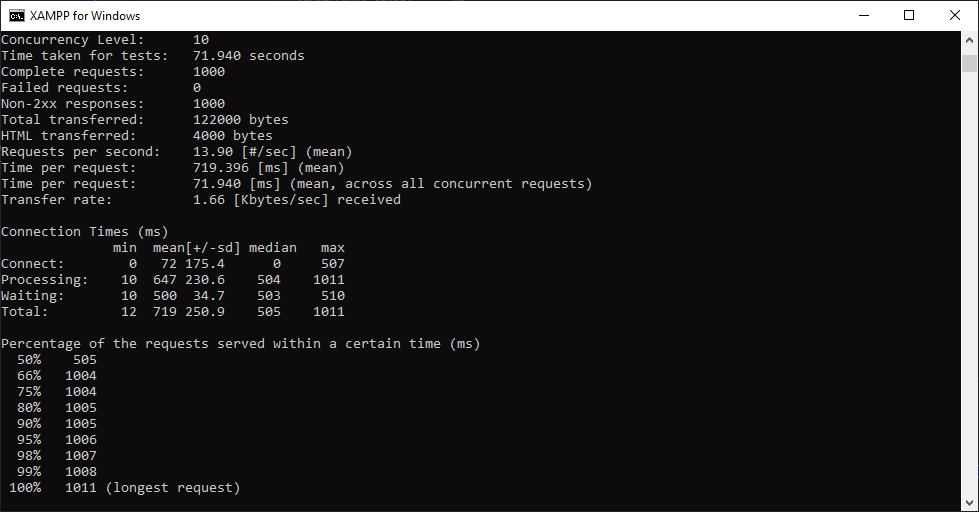 XAMPP for Windows
Concurrency Level:      10
Time taken for tests:   71.940 seconds
Complete requests:      1000
Failed requests:        0
Non-2xx responses:      1000
Total transferred:      122000 bytes
HTML transferred:       4000 bytes
Requests per second:    13.90 [#/sec] (mean)
Time per request:       719.396 [ms] (mean)
Time per request:       71.940 [ms] (mean, across all concurrent requests)
Transfer rate:          1.66 [Kbytes/sec] received

Connection Times (ms)
              min  mean[+/-sd] median   max
Connect:        0   72 175.4      0     507
Processing:    10  647 230.6    504    1011
Waiting:       10  500  34.7    503     510
Total:         12  719 250.9    505    1011

Percentage of the requests served within a certain time (ms)
  50%    505
  66%   1004
  75%   1004
  80%   1005
  90%   1005
  95%   1006
  98%   1007
  99%   1008
 100%   1011 (longest request)